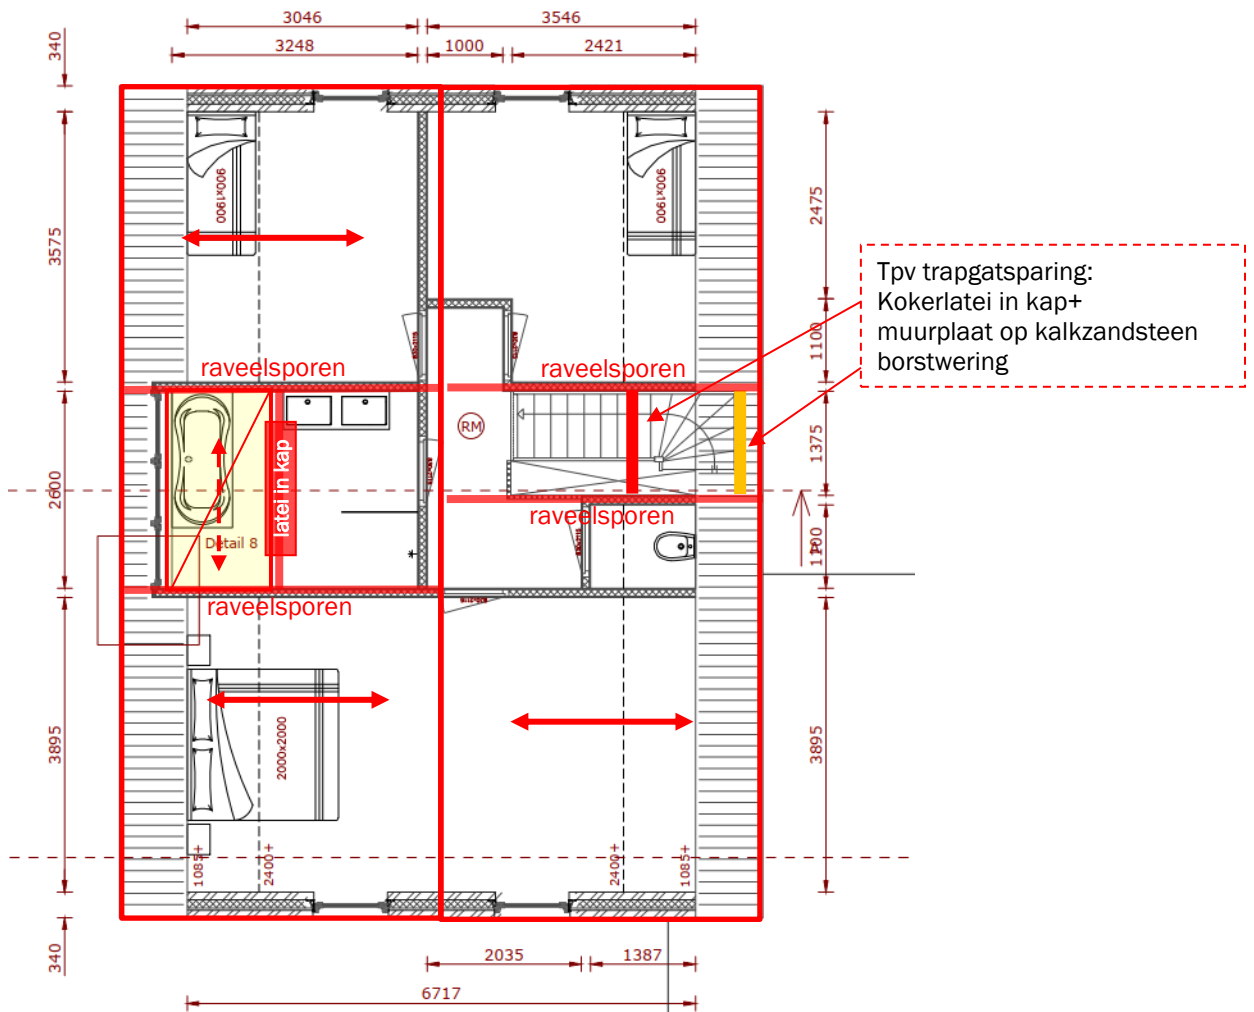 3046
3546
340
3248
1000
2421
900x1900
900x1900
3575
2475
Tpv trapgatsparing:
Kokerlatei in kap+
muurplaat op kalkzandsteen
borstwering
1100
raveelsporen
raveelsporen
RM
latei in kap
1375
2600
raveelsporen
Detail 8
1100
raveelsporen
2000x2000
3895
3895
1085+
2400+
2400+
1085+
340
2035
1387
6717